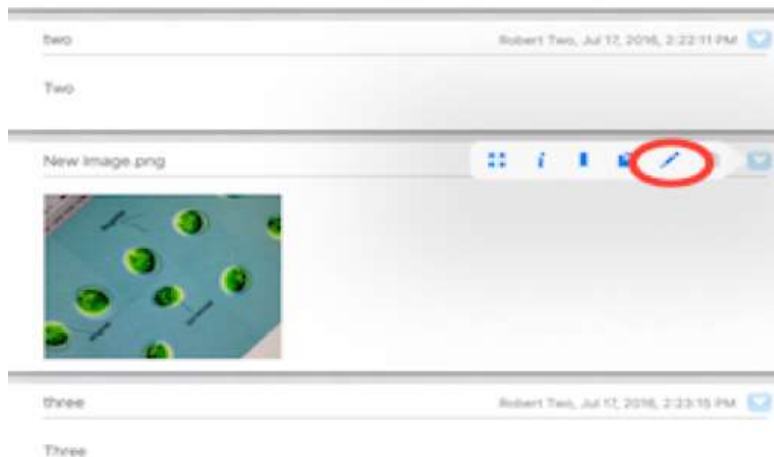 two
Robert Two, Jul 17, 2016, 2:22:11 PM
Two
New Image.png
three
Robert Two, Jul 17, 2016, 2:23:15 PM
Three